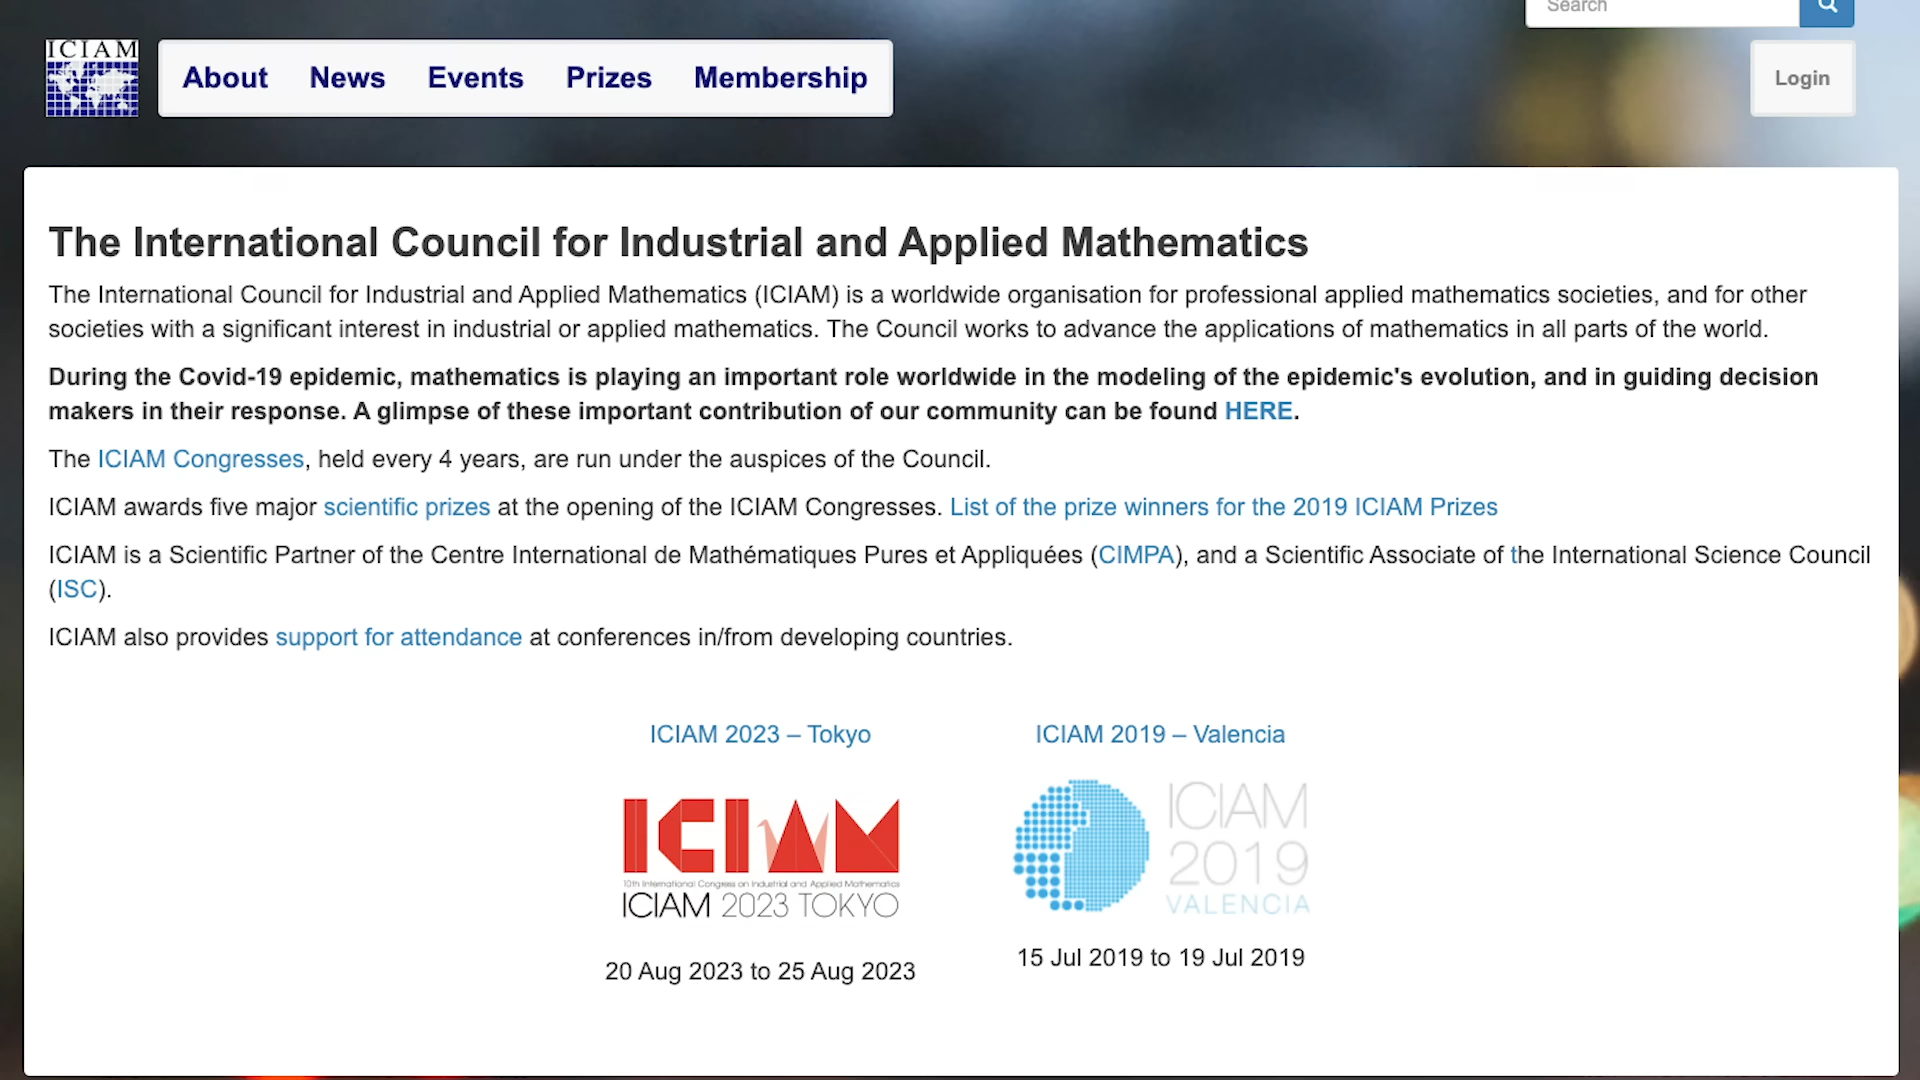 Search
ICIAM
About News Events Prizes Membership
Login
The International Council for Industrial and Applied Mathematics
The International Council for Industrial and Applied Mathematics (ICIAM) is a worldwide organisation for professional applied mathematics societies, and for other
societies with a significant interest in industrial or applied mathematics. The Council works to advance the applications of mathematics in all parts of the world.
During the Covid-19 epidemic, mathematics is playing an important role worldwide in the modeling of the epidemic's evolution, and in guiding decision
makers in their response. A glimpse of these important contribution of our community can be found HERE.
The ICIAM Congresses, held every 4 years, are run under the auspices of the Council.
ICIAM awards five major scientific prizes at the opening of the ICIAM Congresses. List of the prize winners for the 2019 ICIAM Prizes
ICIAM is a Scientific Partner of the Centre International de Mathématiques Pures et Appliquées (CIMPA), and a Scientific Associate of the International Science Council
(ISC).
ICIAM also provides support for attendance at conferences in/from developing countries.
ICIAM 2023 – Tokyo
ICIAM
10th International Congress on Industrial and Applied Mathematics
ICIAM 2023 TOKYO
20 Aug 2023 to 25 Aug 2023
ICIAM 2019 – Valencia
ICIAM
2019
VALENCIA
15 Jul 2019 to 19 Jul 2019